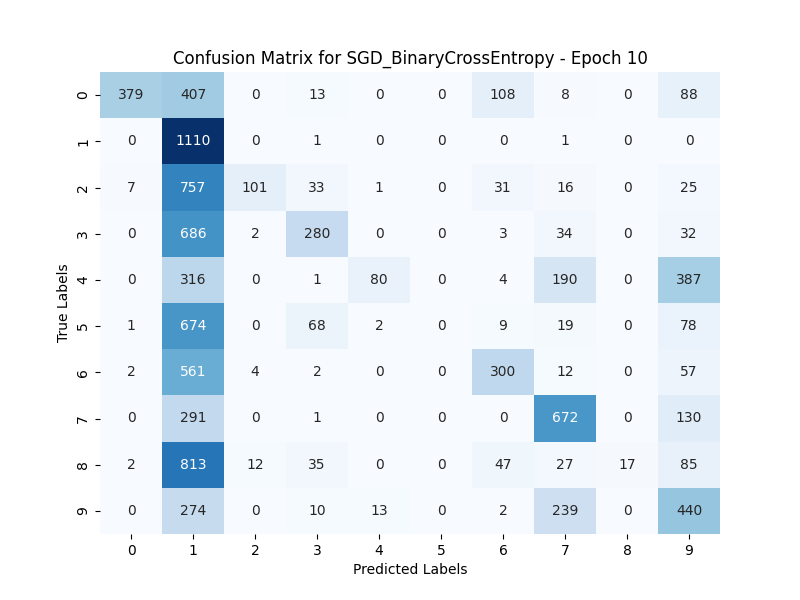 Confusion Matrix for SGD_BinaryCrossEntropy - Epoch 10
True Labels
0 379 407 0 13 0 0 108 8 0 88
1 0 1110 0 1 0 0 0 1 0 0
2 7 757 101 33 1 0 31 16 0 25
3 0 686 2 280 0 0 3 34 0 32
4 0 316 0 1 80 0 4 190 0 387
5 1 674 0 68 2 0 9 19 0 78
6 2 561 4 2 0 0 300 12 0 57
7 0 291 0 1 0 0 0 672 0 130
8 2 813 12 35 0 0 47 27 17 85
9 0 274 0 10 13 0 2 239 0 440
0 1 2 3 4 5 6 7 8 9
Predicted Labels